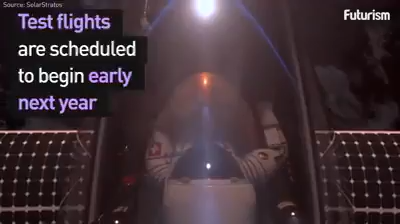 Source: SolarStratos
Futurism
Test flights
are scheduled
to begin early
next year